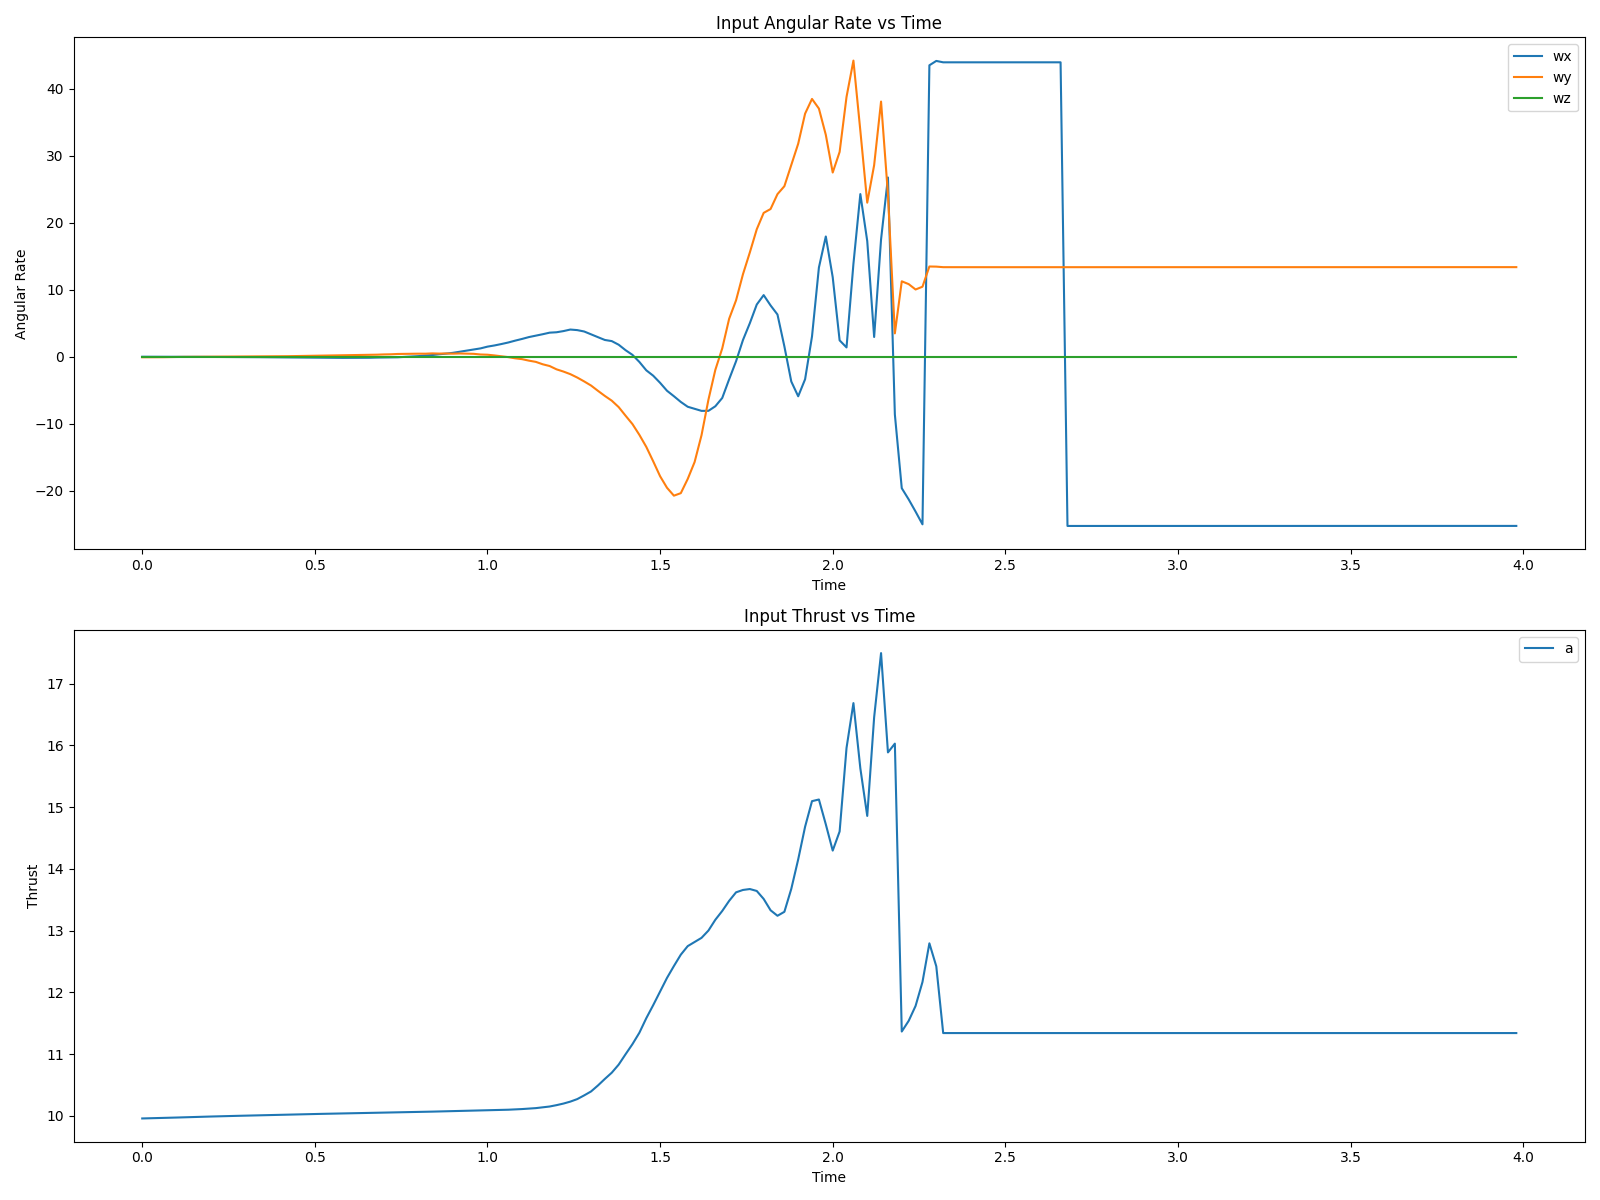 Input Angular Rate vs Time
Angular Rate
40
30
20
10
0
−10
−20
wx
wy
wz
0.0 0.5 1.0 1.5 2.0 2.5 3.0 3.5 4.0
Time
Input Thrust vs Time
Thrust
17
16
15
14
13
12
11
10
a
0.0 0.5 1.0 1.5 2.0 2.5 3.0 3.5 4.0
Time